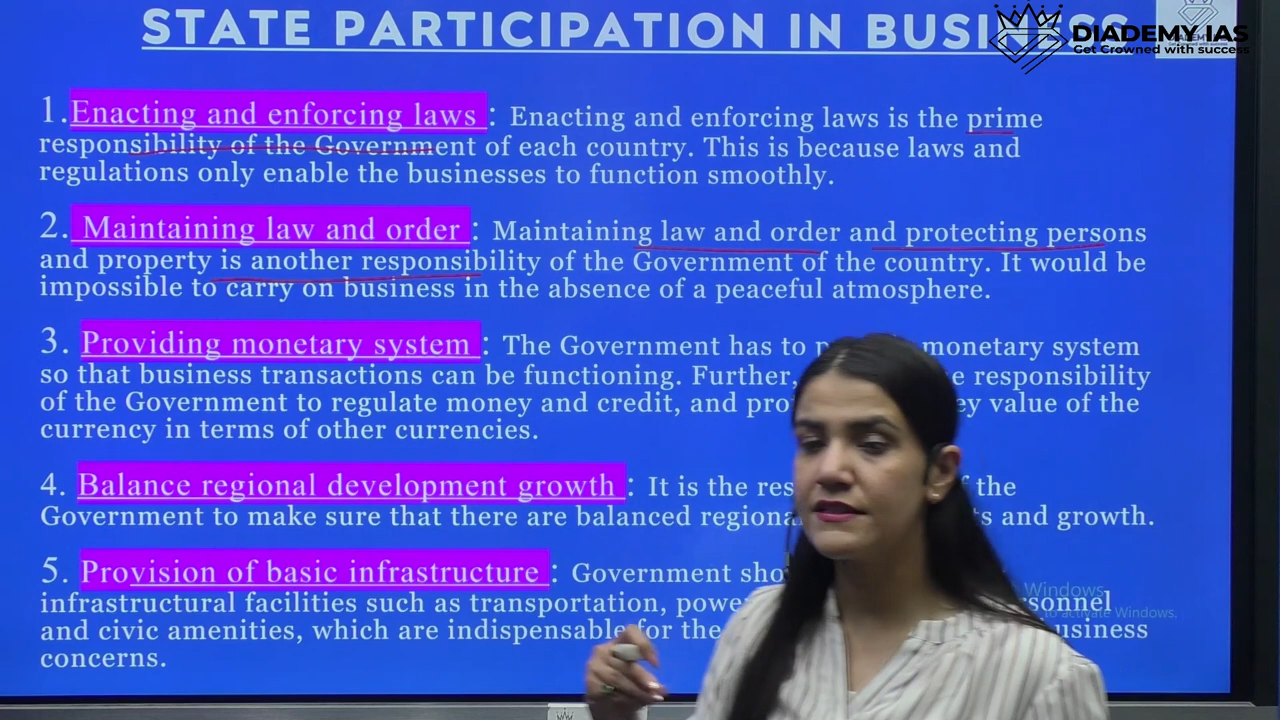 STATE PARTICIPATION IN BUSINESS
DIADEMY IAS
Get Crowned with success
1. Enacting and enforcing laws : Enacting and enforcing laws is the prime
responsibility of the Government of each country. This is because laws and
regulations only enable the businesses to function smoothly.
2. Maintaining law and order : Maintaining law and order and protecting persons
and property is another responsibility of the Government of the country. It would be
impossible to carry on business in the absence of a peaceful atmosphere.
3. Providing monetary system : The Government has to monetary system
so that business transactions can be functioning. Further, responsibility
of the Government to regulate money and credit, and value of the
currency in terms of other currencies.
4. Balance regional development growth : It is the the
Government to make sure that there are balanced and growth.
5. Provision of basic infrastructure : Government
infrastructural facilities such as transportation,
and civic amenities, which are indispensable for the business
concerns.
Windows
to activate Windows.